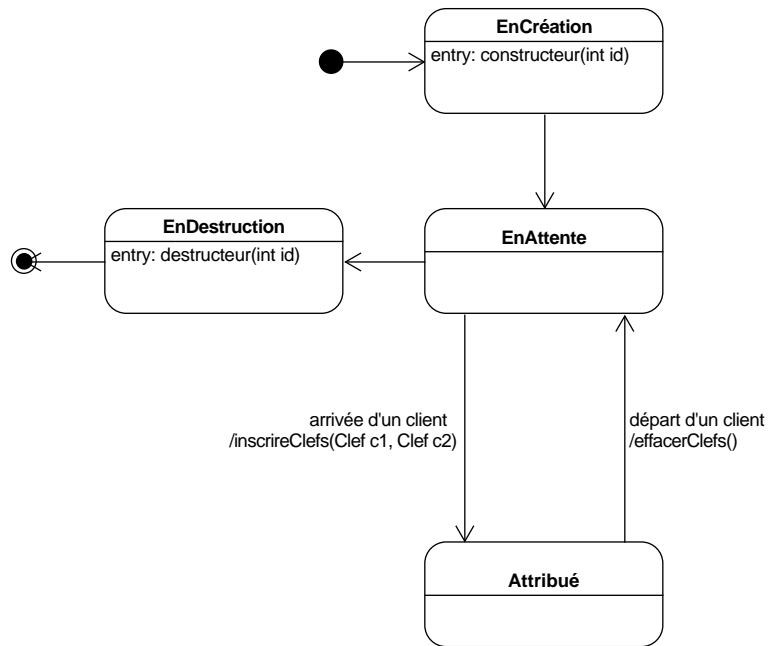 EnCréation
entry: constructeur(int id)
EnDestruction
entry: destructeur(int id)
EnAttente
arrivée d'un client
/inscrireClefs(Clef c1, Clef c2)
départ d'un client
/effacerClefs()
Attribué